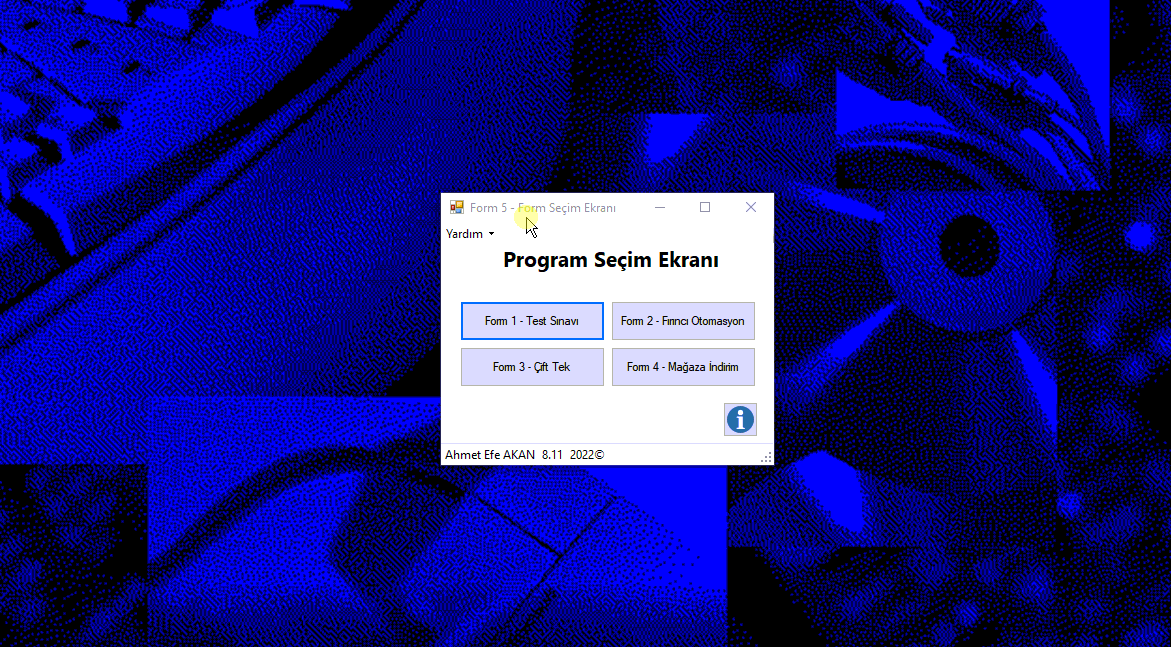 Form 5 - Form Seçim Ekranı
Yardım
Program Seçim Ekranı
Form 1 - Test Sınavı
Form 2 - Fırıncı Otomasyon
Form 3 - Çift Tek
Form 4 - Mağaza İndirim
i
Ahmet Efe AKAN 8.11 2022©